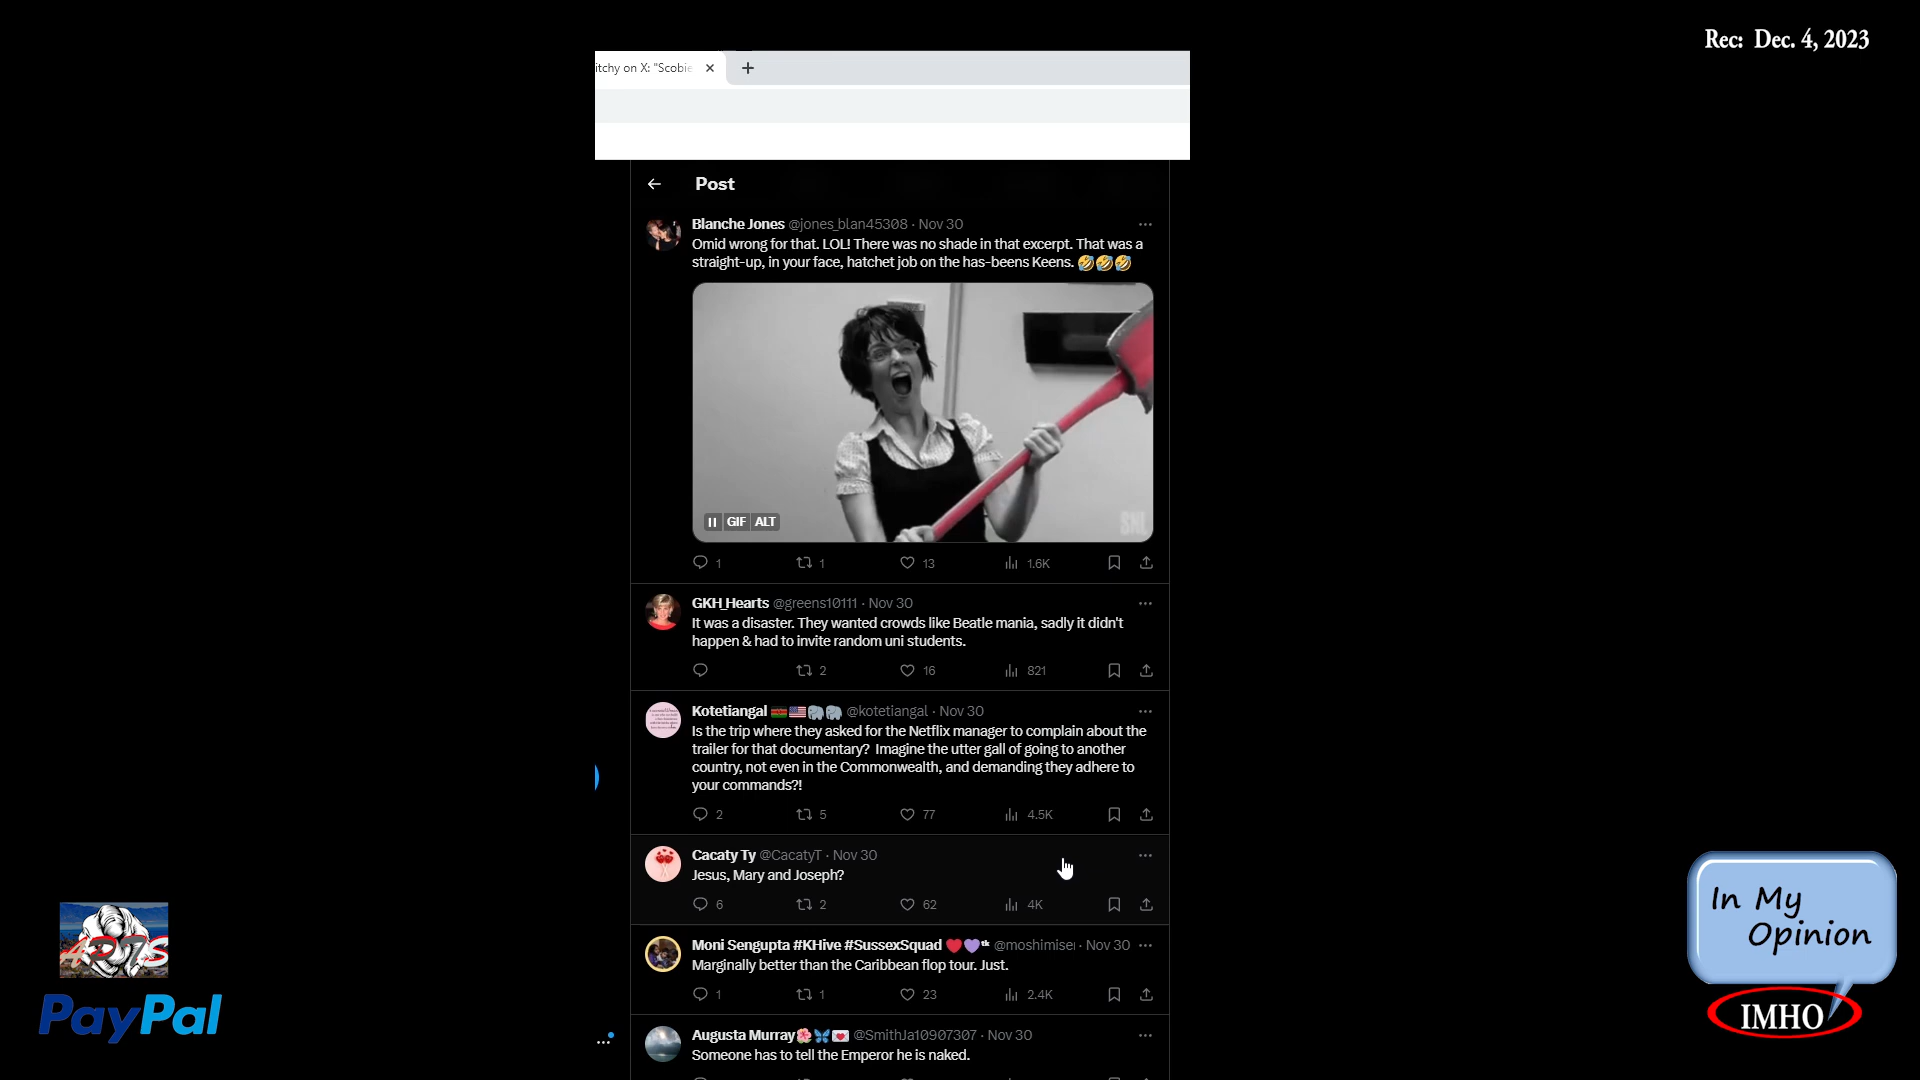 Rec: Dec. 4, 2023
itchy on X: "Scobie
Post
Blanche Jones @jones_blan45308 · Nov 30
Omid wrong for that. LOL! There was no shade in that excerpt. That was a
straight-up, in your face, hatchet job on the has-beens Keens. 🤣🤣🤣
SNL
GIF ALT
1 1 13 1.6K
GKH_Hearts @greens10111 · Nov 30
It was a disaster. They wanted crowds like Beatle mania, sadly it didn't
happen & had to invite random uni students.
2 16 821
Kotetiangal 🇰🇪🇺🇸🐘🐘 @kotetiangal · Nov 30
Is the trip where they asked for the Netflix manager to complain about the
trailer for that documentary? Imagine the utter gall of going to another
country, not even in the Commonwealth, and demanding they adhere to
your commands?!
2 5 77 4.5K
Cacaty Ty @CacatyT · Nov 30
Jesus, Mary and Joseph?
6 2 62 4K
Moni Sengupta #KHive #SussexSquad ❤️💜 @moshimise · Nov 30
Marginally better than the Caribbean flop tour. Just.
1 1 23 2.4K
Augusta Murray🌸🦋💌 @SmithJa10907307 · Nov 30
Someone has to tell the Emperor he is naked.
PayPal
In My
Opinion
IMHO